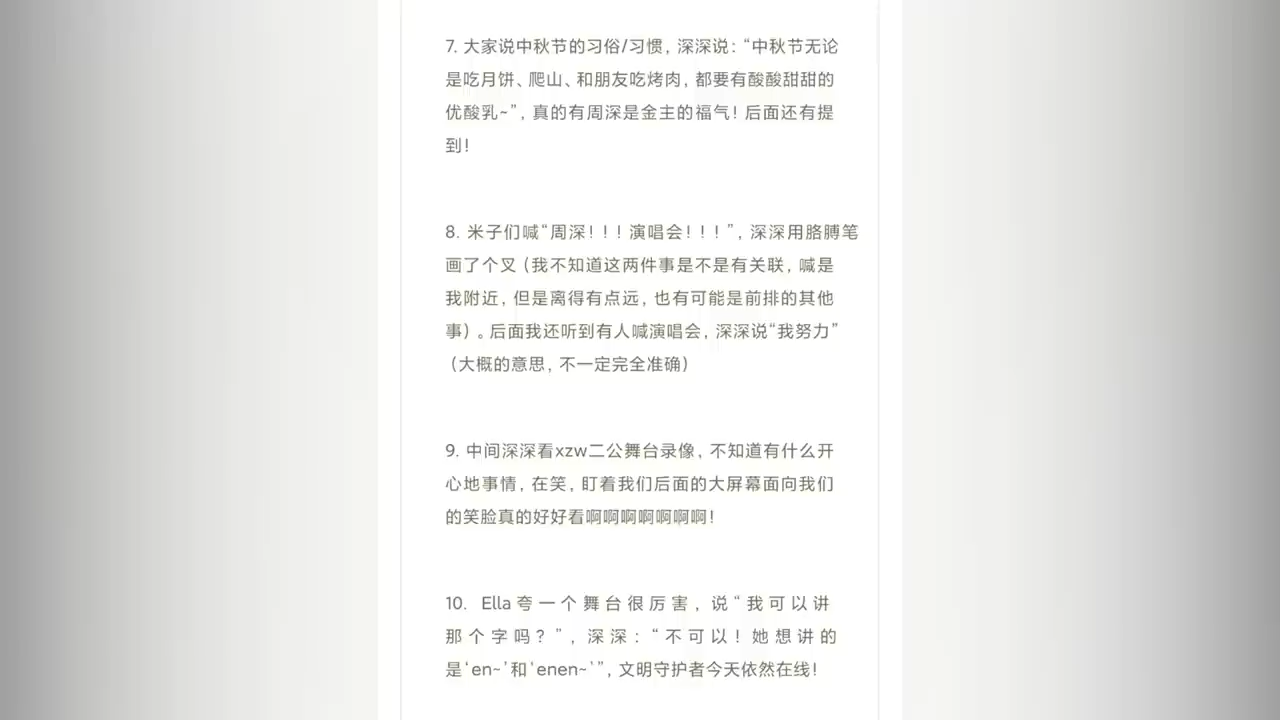 7. 大家说中秋节的习俗/习惯，深深说：“中秋节无论
是吃月饼、爬山、和朋友吃烤肉，都要有酸酸甜甜的
优酸乳~”，真的有周深是金主的福气！后面还有提
到！
8. 米子们喊“周深！！！演唱会！！！”，深深用胳膊笔
画了个叉（我不知道这两件事是不是有关联，喊是
我附近，但是离得有点远，也有可能是前排的其他
事）。后面我还听到有人喊演唱会，深深说“我努力”
（大概的意思，不一定完全准确）
9. 中间深深看xzw二公舞台录像，不知道有什么开
心地事情，在笑，盯着我们后面的大屏幕面向我们
的笑脸真的好好看啊啊啊啊啊啊啊！
10. Ella夸一个舞台很厉害，说“我可以讲
那个字吗？”，深深：“不可以！她想讲的
是‘en~’和‘enen~‘”，文明守护者今天依然在线！